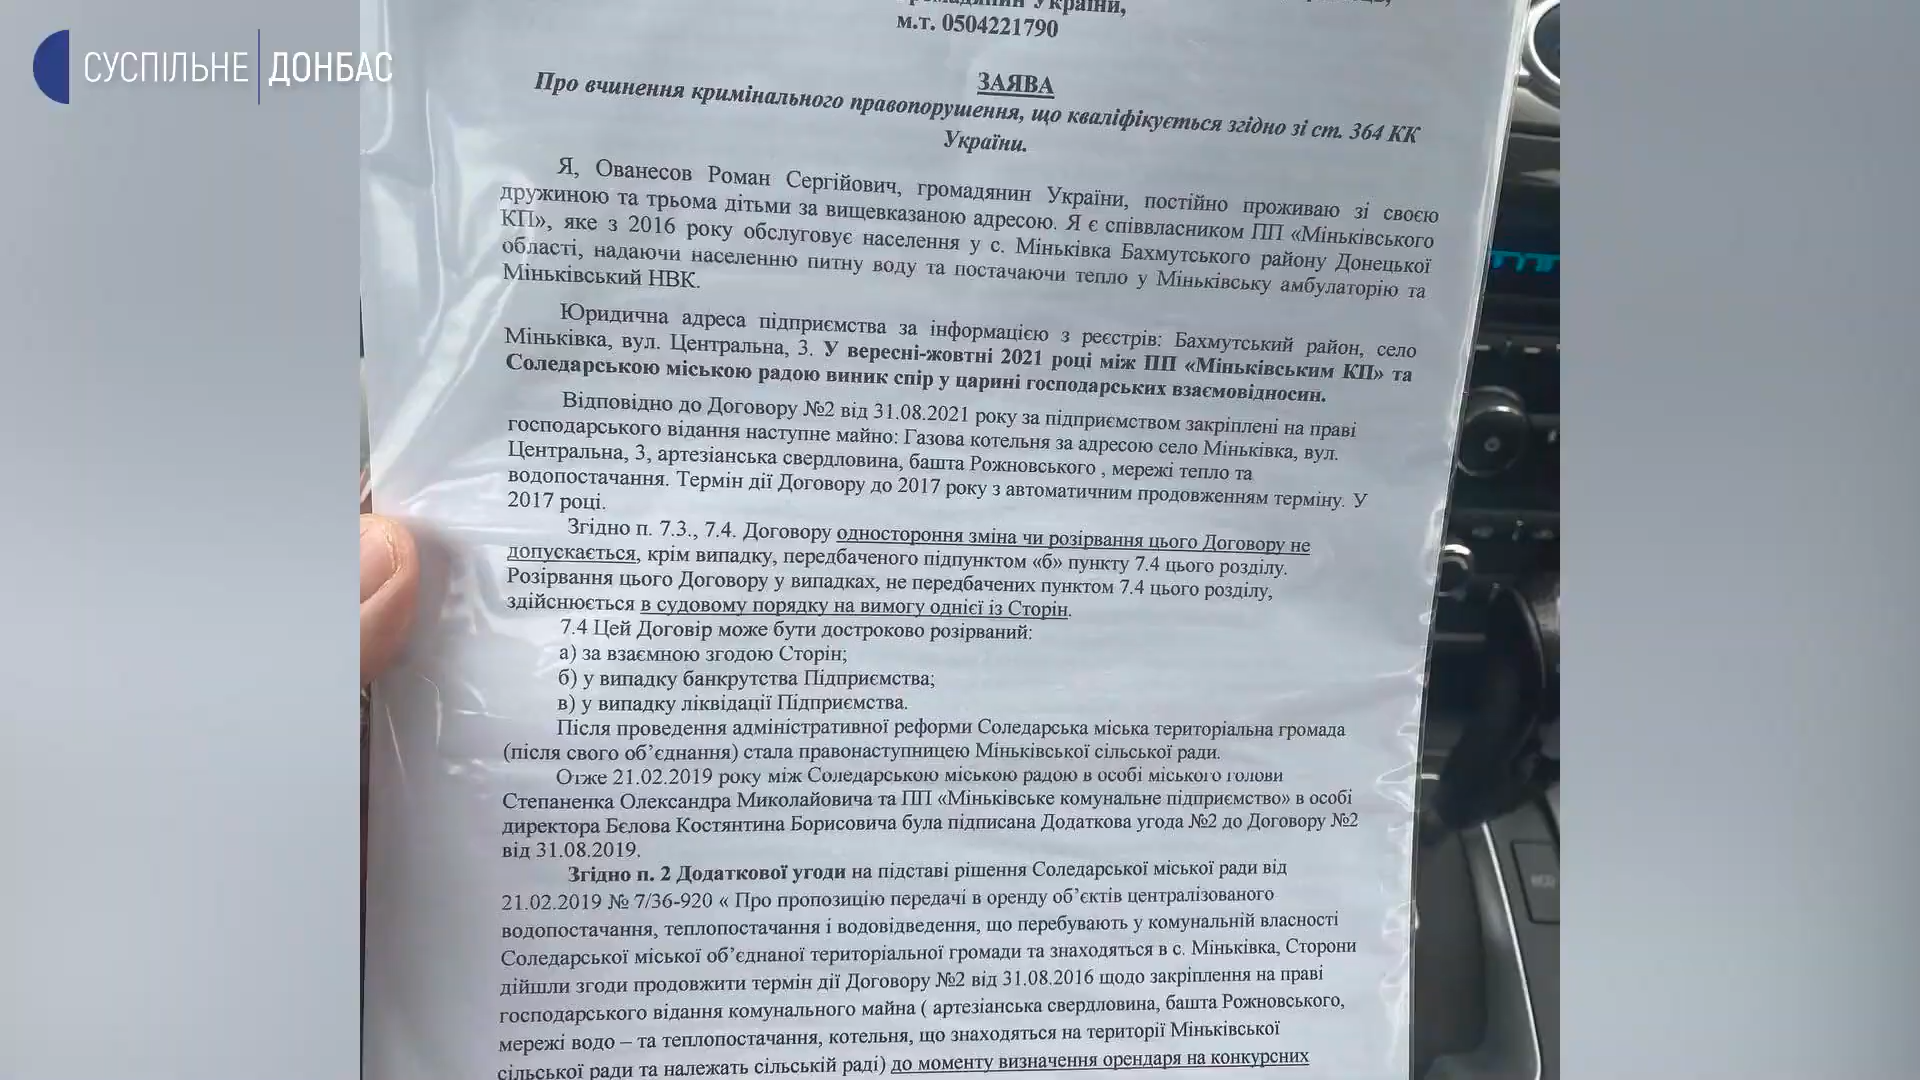 СУСПІЛЬНЕ ДОНБАС
громадянин України,
м.т. 0504221790
ЗАЯВА
Про вчинення кримінального правопорушення, що кваліфікується згідно зі ст. 364 КК
України.
Я, Ованесов Роман Сергійович, громадянин України, постійно проживаю зі своєю
дружиною та трьома дітьми за вищевказаною адресою. Я є співвласником ПП «Міньківського
КП», яке з 2016 року обслуговує населення у с. Міньківка Бахмутського району Донецької
області, надаючи населенню питну воду та постачаючи тепло у Міньківську амбулаторію та
Міньківський НВК.
Юридична адреса підприємства за інформацією з реєстрів: Бахмутський район, село
Міньківка, вул. Центральна, 3. У вересні-жовтні 2021 році між ПП «Міньківським КП» та
Соледарською міською радою виник спір у царині господарських взаємовідносин.
Відповідно до Договору №2 від 31.08.2021 року за підприємством закріплені на праві
господарського відання наступне майно: Газова котельня за адресою село Міньківка, вул.
Центральна, 3, артезіанська свердловина, башта Рожновського , мережі тепло та
водопостачання. Термін дії Договору до 2017 року з автоматичним продовженням терміну. У
2017 році.
Згідно п. 7.3., 7.4. Договору одностороння зміна чи розірвання цього Договору не
допускається, крім випадку, передбаченого підпунктом «б» пункту 7.4 цього розділу.
Розірвання цього Договору у випадках, не передбачених пунктом 7.4 цього розділу,
здійснюється в судовому порядку на вимогу однієї із Сторін.
7.4 Цей Договір може бути достроково розірваний:
а) за взаємною згодою Сторін;
б) у випадку банкрутства Підприємства;
в) у випадку ліквідації Підприємства.
Після проведення адміністративної реформи Соледарська міська територіальна громада
(після свого об’єднання) стала правонаступницею Міньківської сільської ради.
Отже 21.02.2019 року між Соледарською міською радою в особі міського голови
Степаненка Олександра Миколайовича та ПП «Міньківське комунальне підприємство» в особі
директора Бєлова Костянтина Борисовича була підписана Додаткова угода №2 до Договору №2
від 31.08.2019.
Згідно п. 2 Додаткової угоди на підставі рішення Соледарської міської ради від
21.02.2019 № 7/36-920 « Про пропозицію передачі в оренду об’єктів централізованого
водопостачання, теплопостачання і водовідведення, що перебувають у комунальній власності
Соледарської міської об’єднаної територіальної громади та знаходяться в с. Міньківка, Сторони
дійшли згоди продовжити термін дії Договору №2 від 31.08.2016 щодо закріплення на праві
господарського відання комунального майна ( артезіанська свердловина, башта Рожновського,
мережі водо – та теплопостачання, котельня, що знаходяться на території Міньківської
сільської ради та належать сільській раді) до моменту визначення орендаря на конкурсних